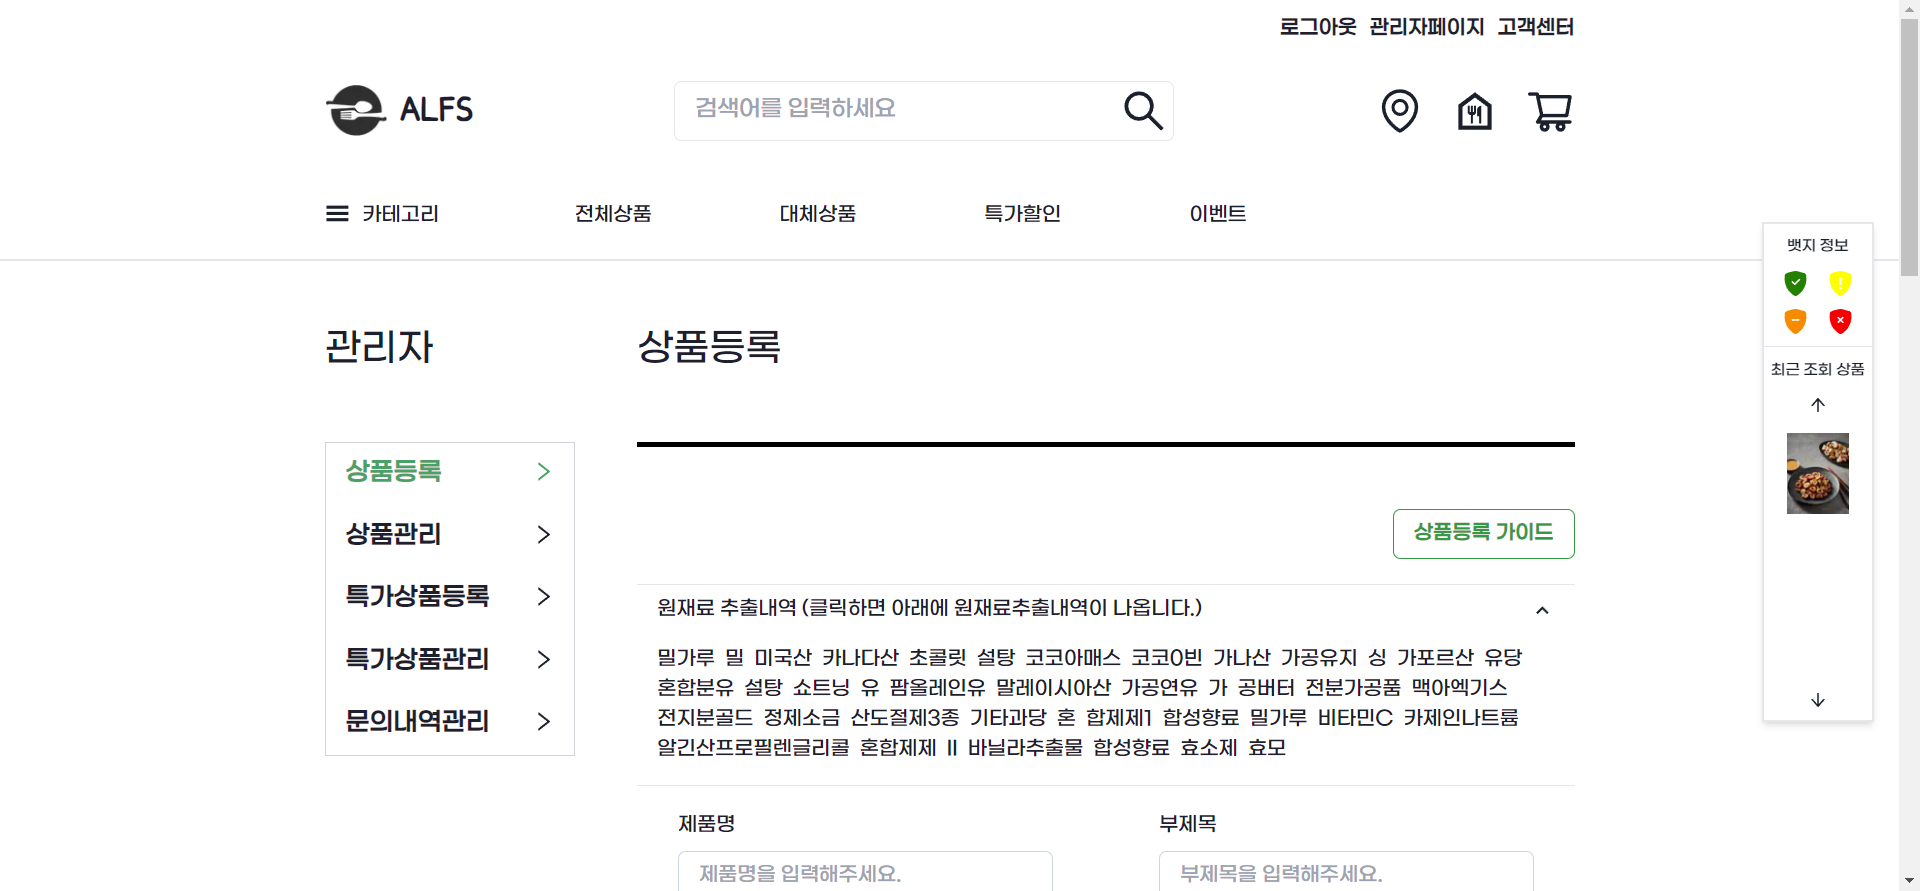 로그아웃 관리자페이지 고객센터
ALFS
검색어를 입력하세요
카테고리 전체상품 대체상품 특가할인 이벤트
뱃지 정보
최근 조회 상품
관리자
상품등록
상품등록
상품관리
특가상품등록
특가상품관리
문의내역관리
상품등록 가이드
원재료 추출내역 (클릭하면 아래에 원재료추출내역이 나옵니다.)
밀가루 밀 미국산 카나다산 초콜릿 설탕 코코아매스 코코0빈 가나산 가공유지 싱 가포르산 유당
혼합분유 설탕 쇼트닝 유 팜올레인유 말레이시아산 가공연유 가 공버터 전분가공품 맥아엑기스
전지분골드 정제소금 산도절제3종 기타과당 혼 합제제1 합성향료 밀가루 비타민C 카제인나트륨
알긴산프로필렌글리콜 혼합제제 II 바닐라추출물 합성향료 효소제 효모
제품명 부제목
제품명을 입력해주세요. 부제목을 입력해주세요.